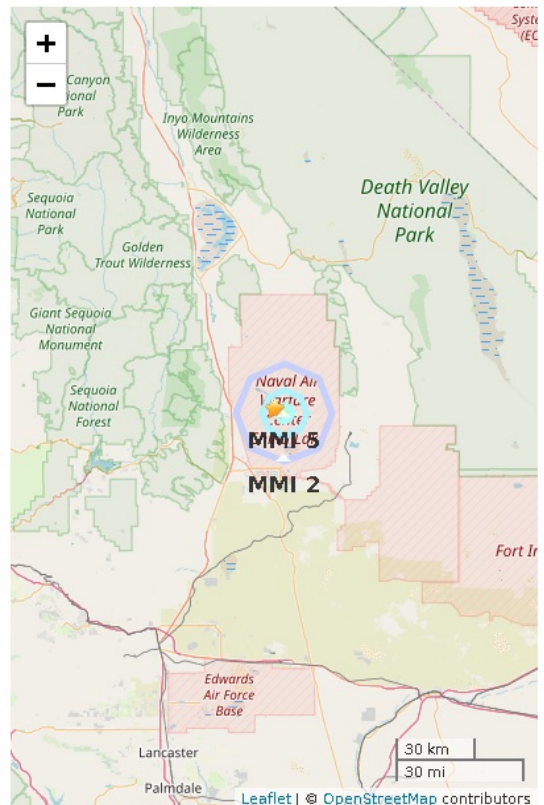 +
−
Canyon
Park
Inyo Mountains
Wilderness
Area
Death Valley
National
Park
Sequoia
National
Park
Golden
Trout Wilderness
Giant Sequoia
National
Monument
Sequoia
National
Forest
Naval Air
Warfare
MMI 5
MMI 2
Fort
Edwards
Air Force
Base
Lancaster
Palmdale
30 km
30 mi
Leaflet | © OpenStreetMap contributors